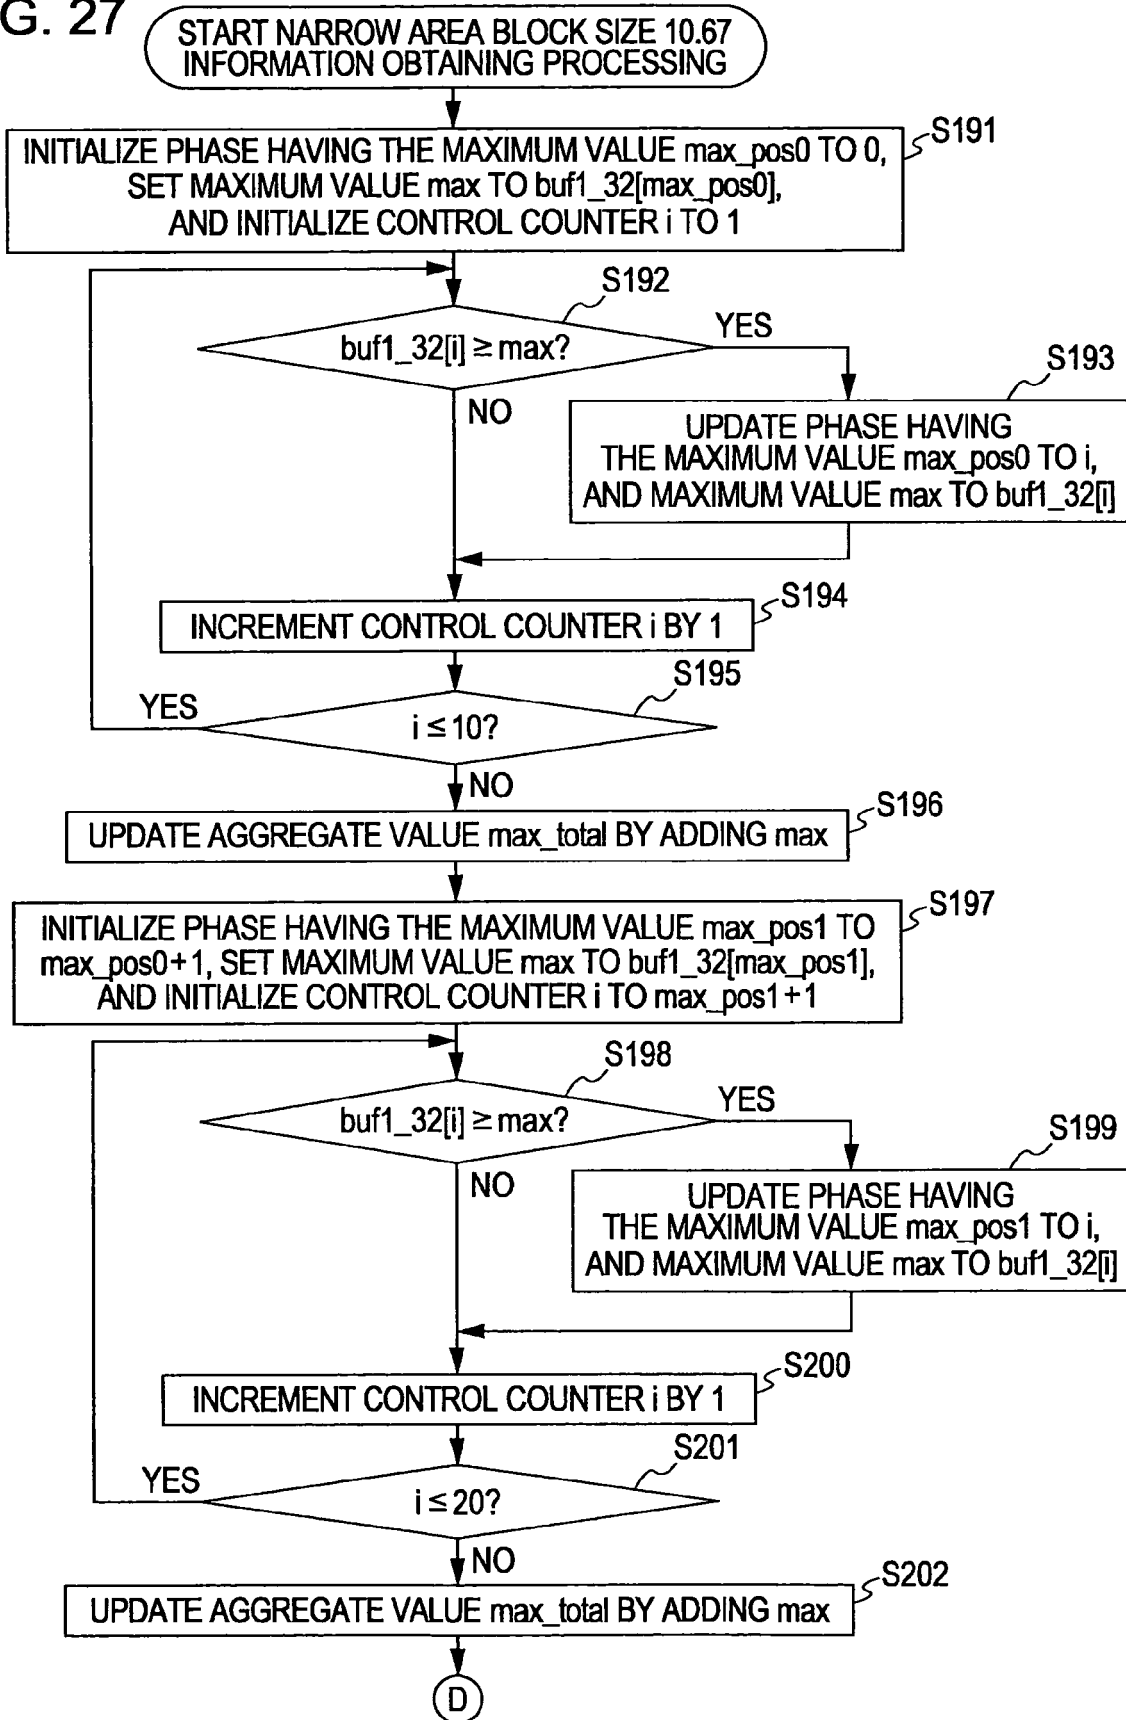 G. 27
START NARROW AREA BLOCK SIZE 10.67
INFORMATION OBTAINING PROCESSING
S191
INITIALIZE PHASE HAVING THE MAXIMUM VALUE max_pos0 TO 0,
SET MAXIMUM VALUE max TO buf1_32[max_pos0],
AND INITIALIZE CONTROL COUNTER i TO 1
S192
buf1_32[i] ≥ max?
YES
NO
S193
UPDATE PHASE HAVING
THE MAXIMUM VALUE max_pos0 TO i,
AND MAXIMUM VALUE max TO buf1_32[i]
S194
INCREMENT CONTROL COUNTER i BY 1
S195
YES
i ≤ 10?
NO
S196
UPDATE AGGREGATE VALUE max_total BY ADDING max
S197
INITIALIZE PHASE HAVING THE MAXIMUM VALUE max_pos1 TO
max_pos0+1, SET MAXIMUM VALUE max TO buf1_32[max_pos1],
AND INITIALIZE CONTROL COUNTER i TO max_pos1+1
S198
buf1_32[i] ≥ max?
YES
NO
S199
UPDATE PHASE HAVING
THE MAXIMUM VALUE max_pos1 TO i,
AND MAXIMUM VALUE max TO buf1_32[i]
S200
INCREMENT CONTROL COUNTER i BY 1
S201
YES
i ≤ 20?
NO
S202
UPDATE AGGREGATE VALUE max_total BY ADDING max
D